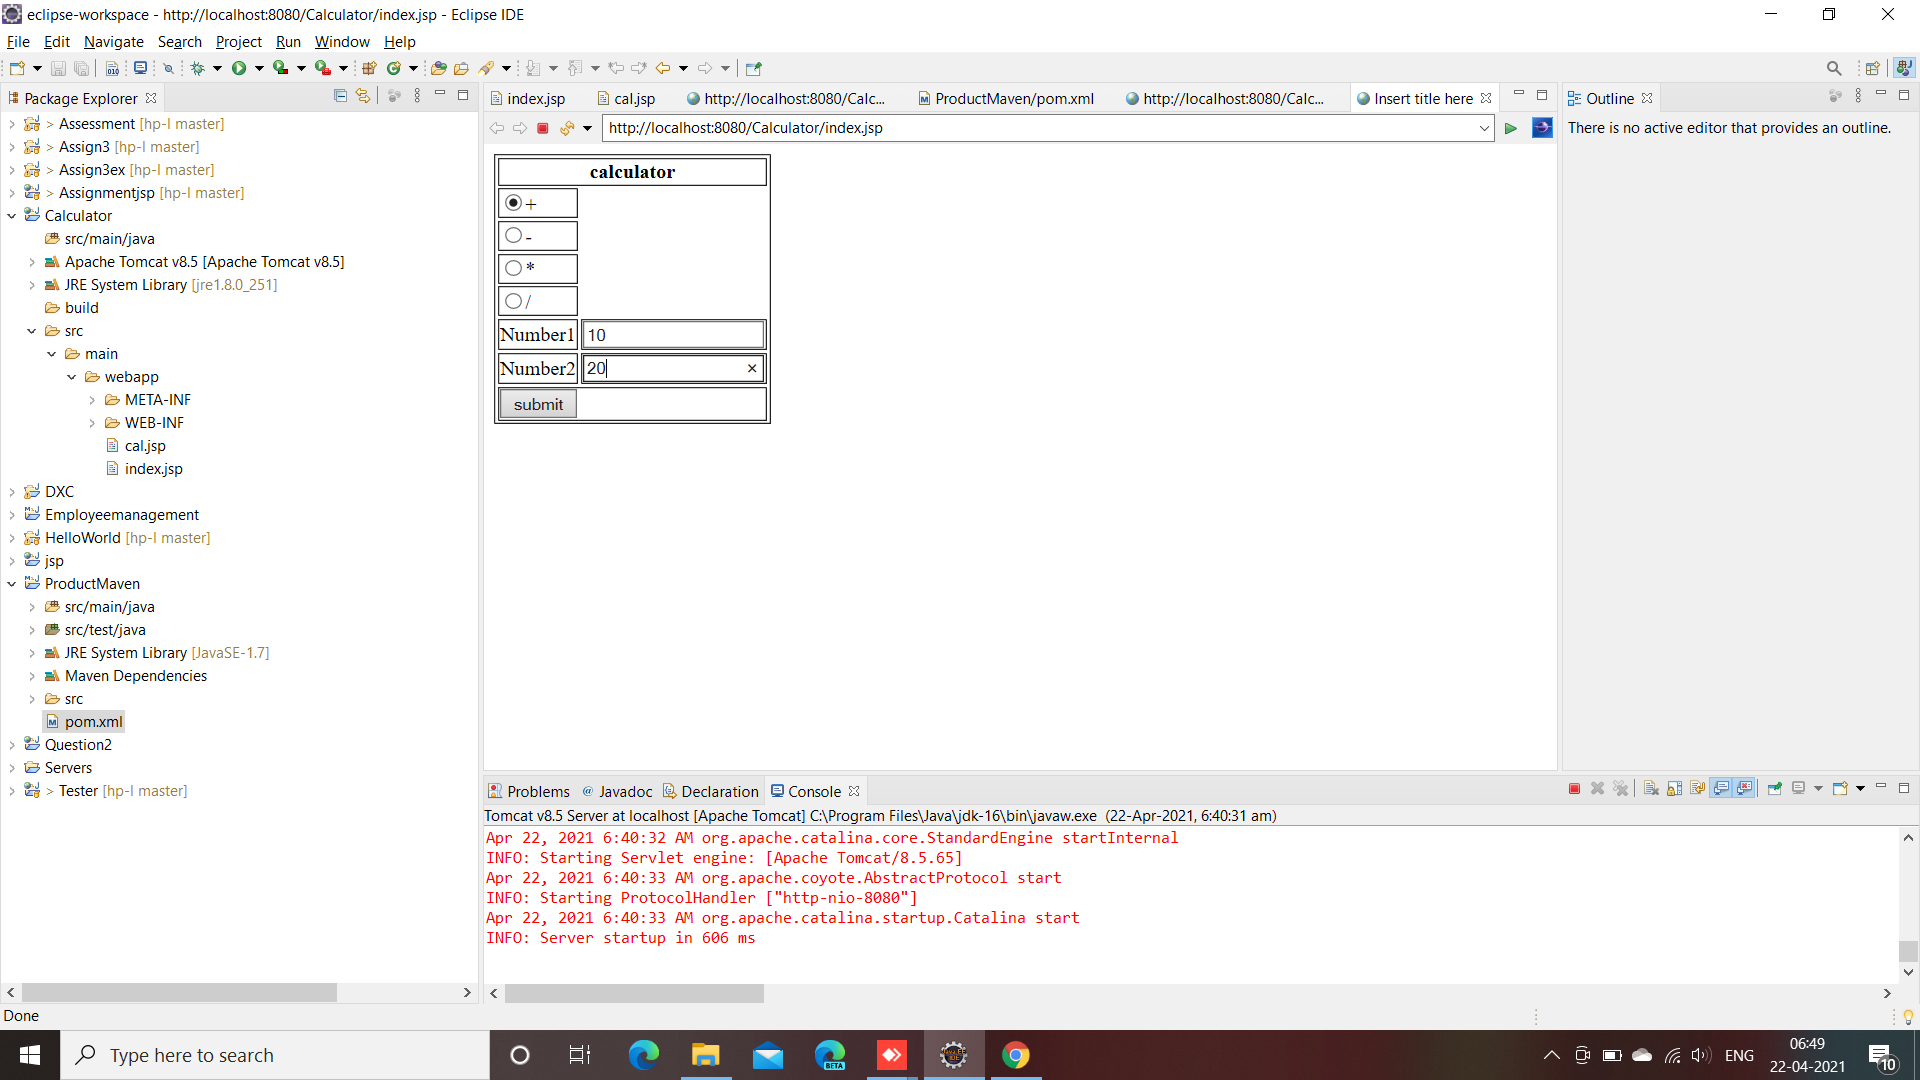 eclipse-workspace - http://localhost:8080/Calculator/index.jsp - Eclipse IDE
File Edit Navigate Search Project Run Window Help
Package Explorer
> Assessment [hp-I master]
> Assign3 [hp-I master]
> Assign3ex [hp-I master]
> Assignmentjsp [hp-I master]
Calculator
src/main/java
Apache Tomcat v8.5 [Apache Tomcat v8.5]
JRE System Library [jre1.8.0_251]
build
src
main
webapp
META-INF
WEB-INF
cal.jsp
index.jsp
DXC
Employeemanagement
HelloWorld [hp-I master]
jsp
ProductMaven
src/main/java
src/test/java
JRE System Library [JavaSE-1.7]
Maven Dependencies
src
pom.xml
Question2
Servers
> Tester [hp-I master]
index.jsp cal.jsp http://localhost:8080/Calc... ProductMaven/pom.xml http://localhost:8080/Calc... Insert title here
http://localhost:8080/Calculator/index.jsp
calculator
+
-
*
/
Number1 10
Number2 20
submit
Outline
There is no active editor that provides an outline.
Problems @ Javadoc Declaration Console
Tomcat v8.5 Server at localhost [Apache Tomcat] C:\Program Files\Java\jdk-16\bin\javaw.exe (22-Apr-2021, 6:40:31 am)
Apr 22, 2021 6:40:32 AM org.apache.catalina.core.StandardEngine startInternal
INFO: Starting Servlet engine: [Apache Tomcat/8.5.65]
Apr 22, 2021 6:40:33 AM org.apache.coyote.AbstractProtocol start
INFO: Starting ProtocolHandler ["http-nio-8080"]
Apr 22, 2021 6:40:33 AM org.apache.catalina.startup.Catalina start
INFO: Server startup in 606 ms
Done
Type here to search
BETA
ENG
06:49
22-04-2021
10